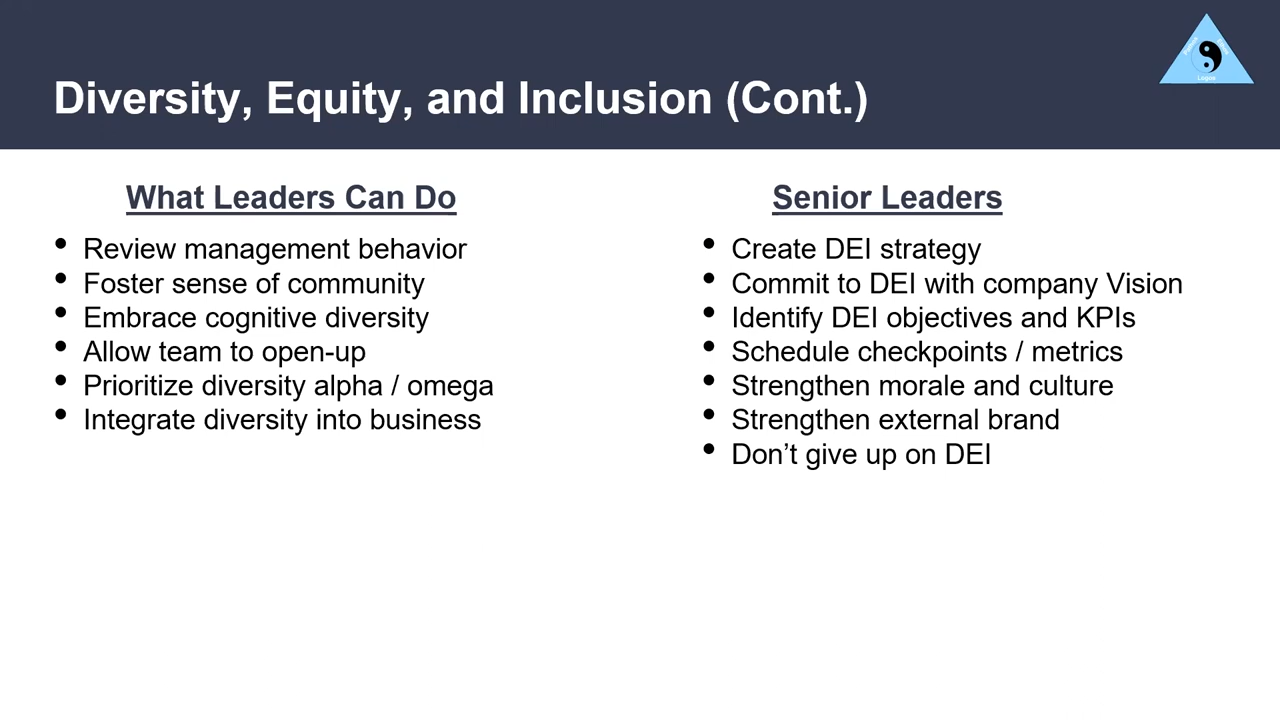 Diversity, Equity, and Inclusion (Cont.)
Logos
What Leaders Can Do
• Review management behavior
• Foster sense of community
• Embrace cognitive diversity
• Allow team to open-up
• Prioritize diversity alpha / omega
• Integrate diversity into business
Senior Leaders
• Create DEI strategy
• Commit to DEI with company Vision
• Identify DEI objectives and KPIs
• Schedule checkpoints / metrics
• Strengthen morale and culture
• Strengthen external brand
• Don’t give up on DEI